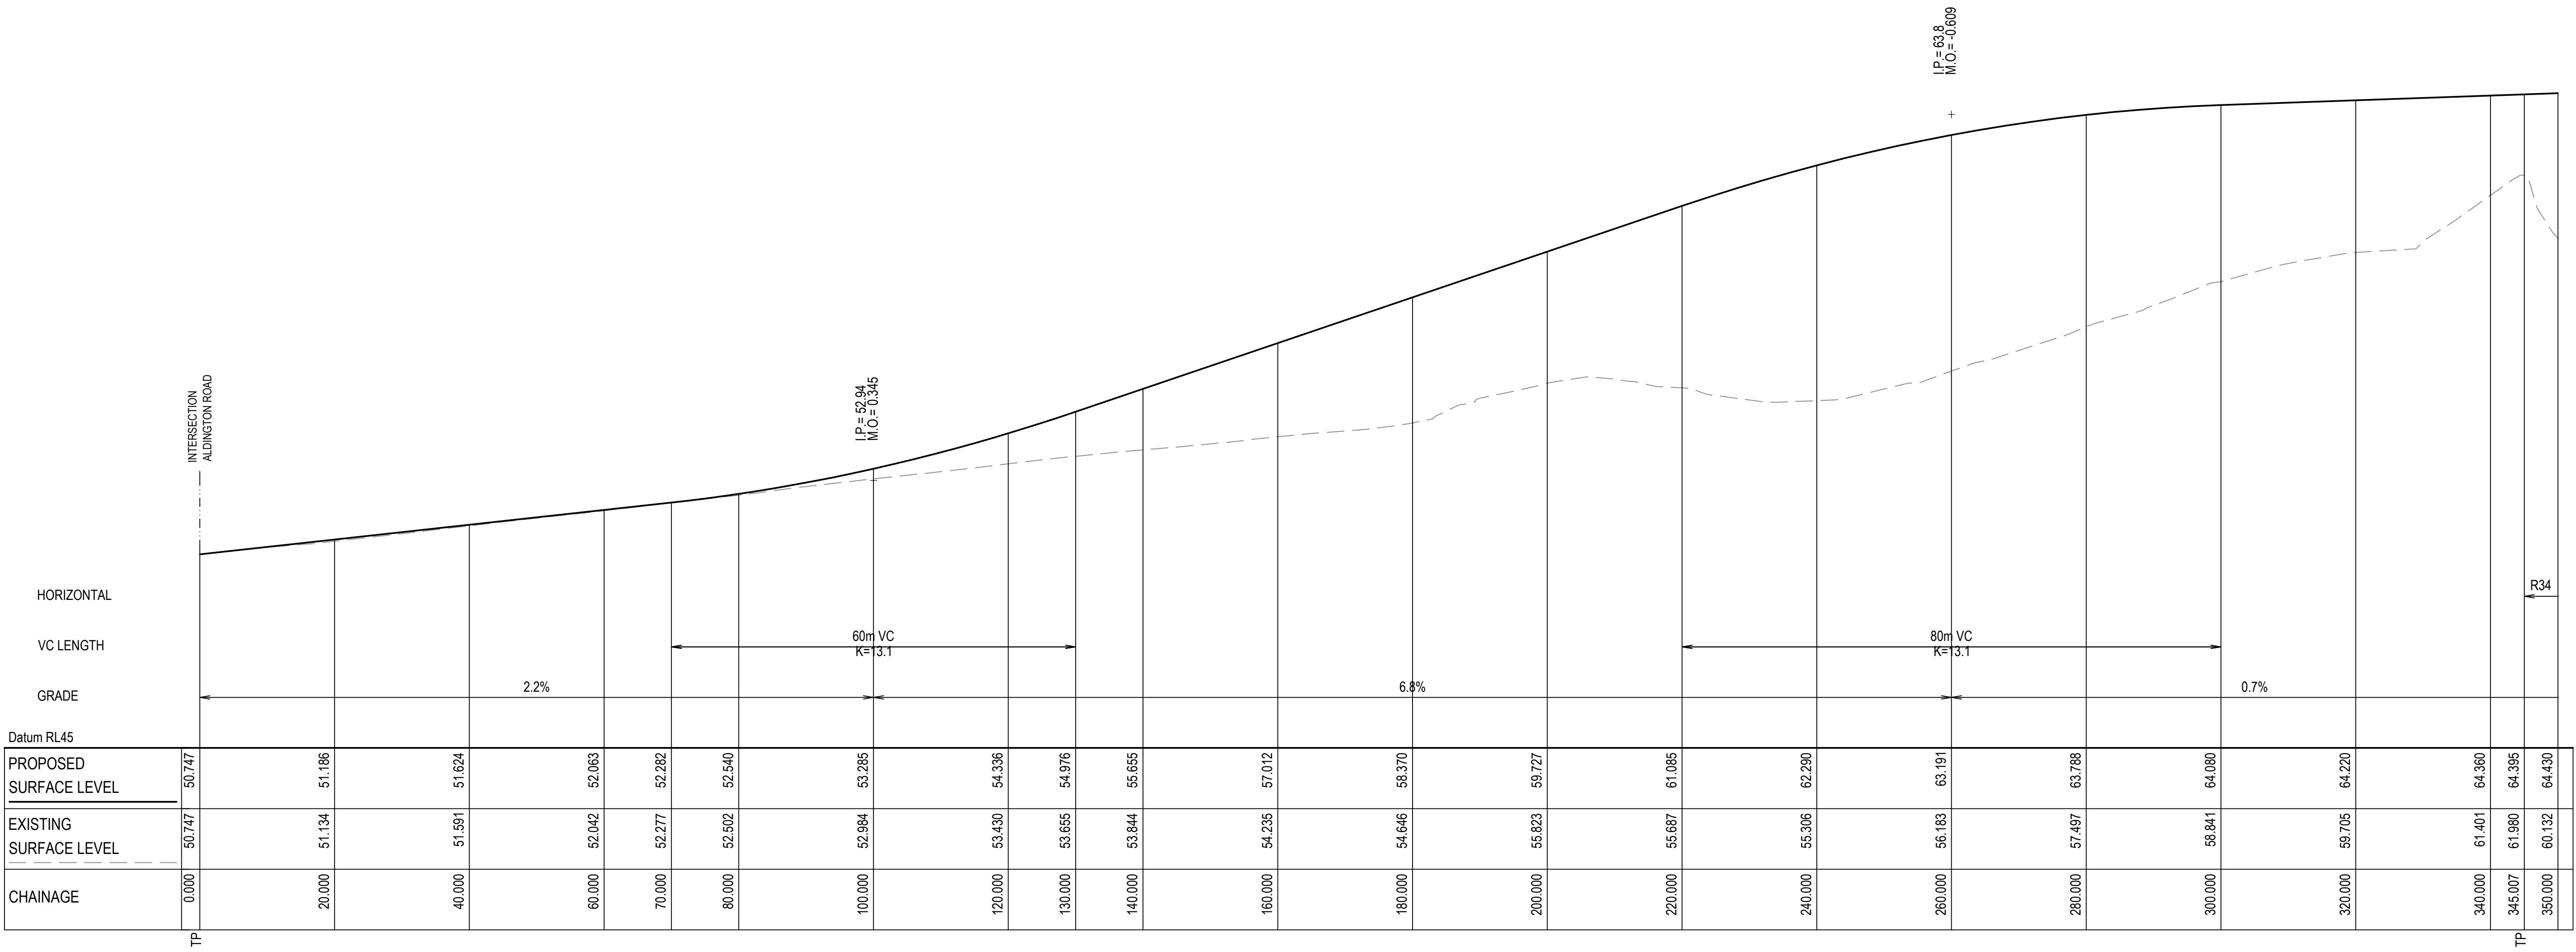 I.P.= 63.8
M.O.= -0.609
I.P.= 52.94
M.O.= 0.345
INTERSECTION
ALDINGTON ROAD
HORIZONTAL
R34
VC LENGTH
60m VC
K=13.1
80m VC
K=13.1
GRADE
2.2%
6.8%
0.7%
Datum RL45
PROPOSED
SURFACE LEVEL
50.747 51.186 51.624 52.063 52.282 52.540 53.285 54.336 54.976 55.655 57.012 58.370 59.727 61.085 62.290 63.191 63.788 64.080 64.220 64.360 64.395 64.430
EXISTING
SURFACE LEVEL
50.747 51.134 51.591 52.042 52.277 52.502 52.984 53.430 53.655 53.844 54.235 54.646 55.823 55.687 55.306 56.183 57.497 58.841 59.705 61.401 61.980 60.132
CHAINAGE
0.000 20.000 40.000 60.000 70.000 80.000 100.000 120.000 130.000 140.000 160.000 180.000 200.000 220.000 240.000 260.000 280.000 300.000 320.000 340.000 345.007 350.000
TP
TP